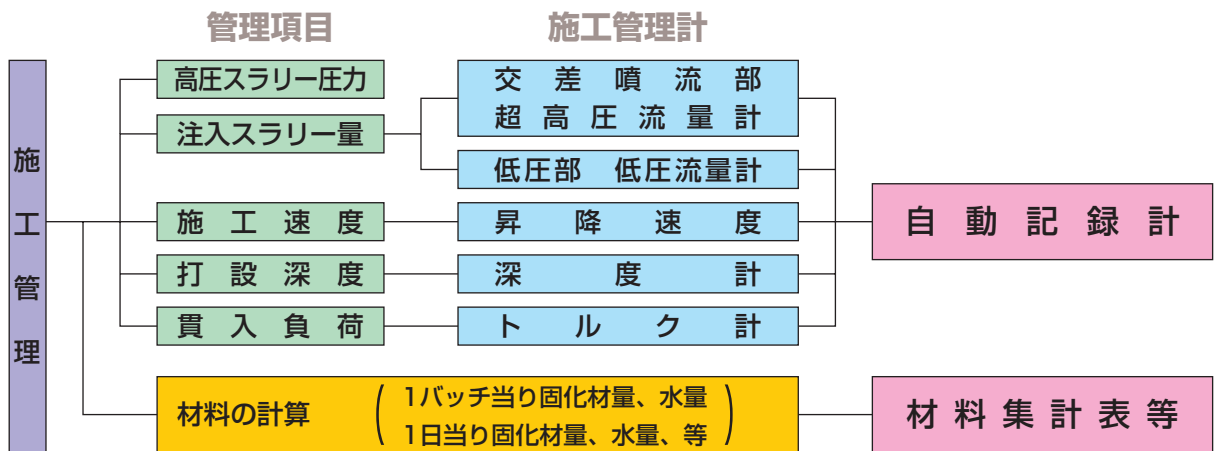 管理項目
施工管理計
施工管理
高圧スラリー圧力
注入スラリー量
交差噴流部
超高圧流量計
低圧部 低圧流量計
施工速度
昇降速度
打設深度
深度計
貫入負荷
トルク計
自動記録計
材料の計算
1バッチ当り固化材量、水量
1日当り固化材量、水量、等
材料集計表等